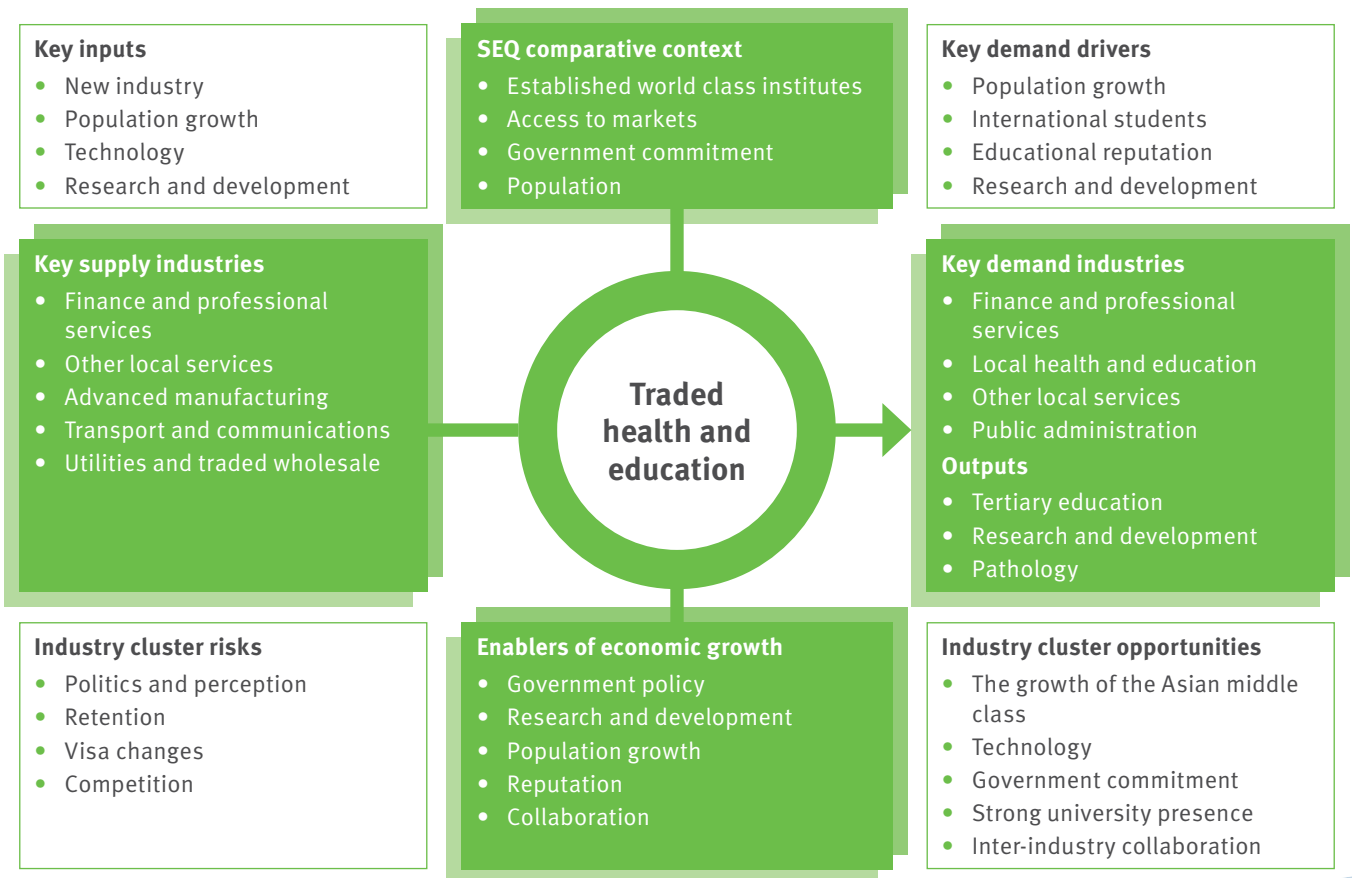 Key inputs
• New industry
• Population growth
• Technology
• Research and development
SEQ comparative context
• Established world class institutes
• Access to markets
• Government commitment
• Population
Key demand drivers
• Population growth
• International students
• Educational reputation
• Research and development
Key supply industries
• Finance and professional
services
• Other local services
• Advanced manufacturing
• Transport and communications
• Utilities and traded wholesale
Traded
health and
education
Key demand industries
• Finance and professional
services
• Local health and education
• Other local services
• Public administration
Outputs
• Tertiary education
• Research and development
• Pathology
Industry cluster risks
• Politics and perception
• Retention
• Visa changes
• Competition
Enablers of economic growth
• Government policy
• Research and development
• Population growth
• Reputation
• Collaboration
Industry cluster opportunities
• The growth of the Asian middle
class
• Technology
• Government commitment
• Strong university presence
• Inter-industry collaboration